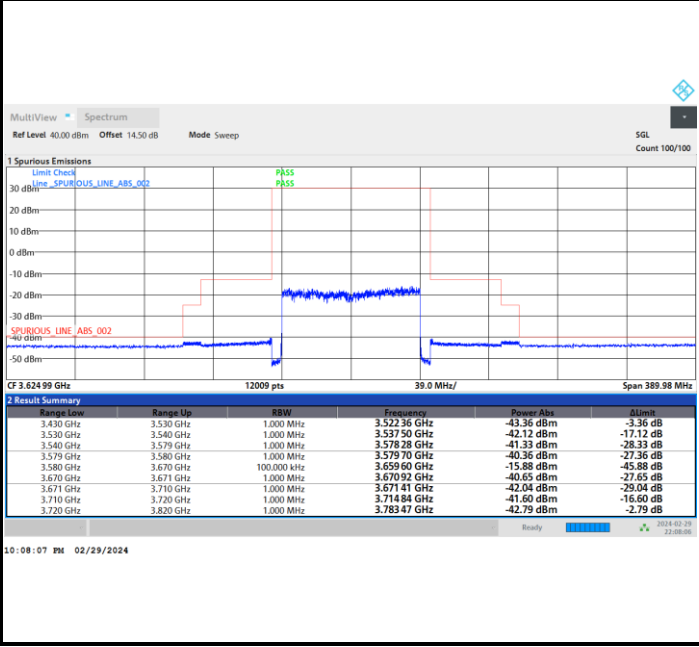 MultiView Spectrum
Ref Level 40.00 dBm Offset 14.50 dB Mode Sweep SGL
Count 100/100
1 Spurious Emissions
Limit Check PASS
Line _SPURIOUS_LINE_ABS_002 PASS
30 dBm
20 dBm
10 dBm
0 dBm
-10 dBm
-20 dBm
-30 dBm
_SPURIOUS_LINE_ABS_002
-40 dBm
-50 dBm
CF 3.624 99 GHz 12009 pts 39.0 MHz/ Span 389.98 MHz
2 Result Summary
Range Low Range Up RBW Frequency Power Abs ΔLimit
3.430 GHz 3.530 GHz 1.000 MHz 3.522 36 GHz -43.36 dBm -3.36 dB
3.530 GHz 3.540 GHz 1.000 MHz 3.537 50 GHz -42.12 dBm -17.12 dB
3.540 GHz 3.579 GHz 1.000 MHz 3.578 28 GHz -41.33 dBm -28.33 dB
3.579 GHz 3.580 GHz 1.000 MHz 3.579 70 GHz -40.36 dBm -27.36 dB
3.580 GHz 3.670 GHz 100.000 kHz 3.659 60 GHz -15.88 dBm -45.88 dB
3.670 GHz 3.671 GHz 1.000 MHz 3.670 92 GHz -40.65 dBm -27.65 dB
3.671 GHz 3.710 GHz 1.000 MHz 3.671 41 GHz -42.04 dBm -29.04 dB
3.710 GHz 3.720 GHz 1.000 MHz 3.714 84 GHz -41.60 dBm -16.60 dB
3.720 GHz 3.820 GHz 1.000 MHz 3.783 47 GHz -42.79 dBm -2.79 dB
Ready 2024-02-29
22:08:06
10:08:07 PM 02/29/2024